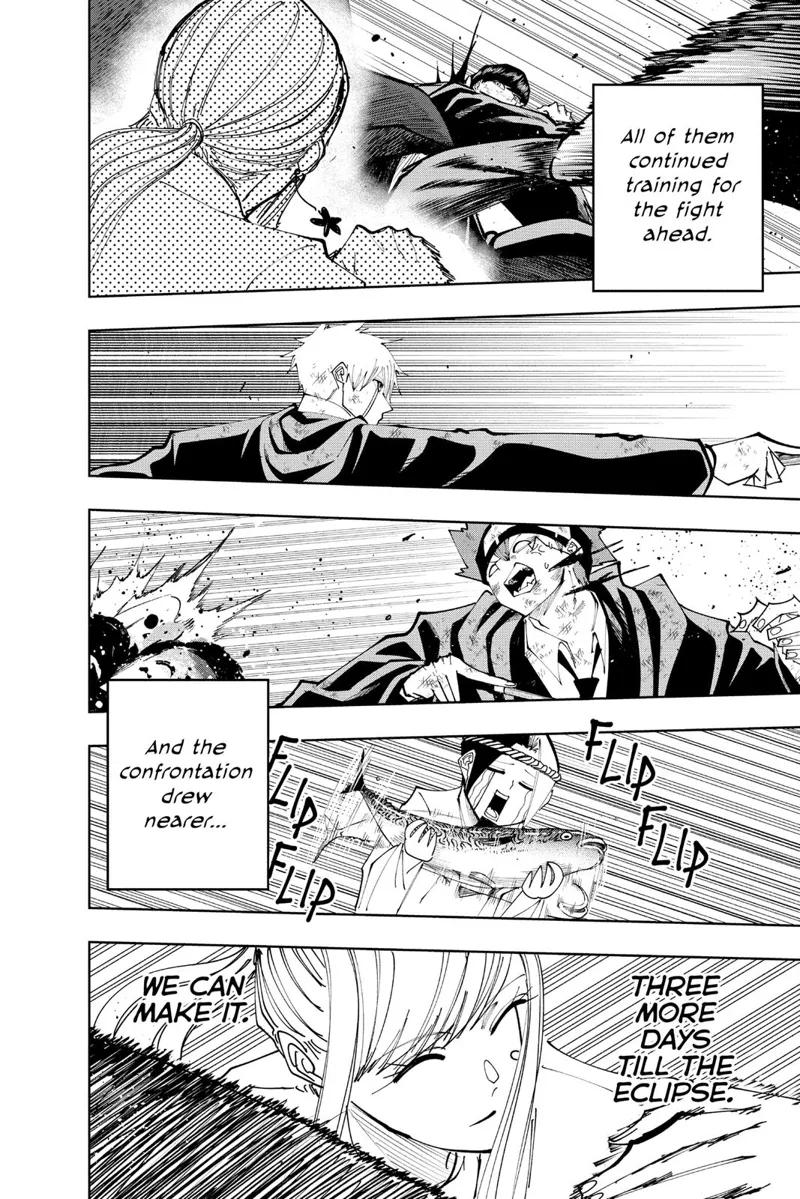 All of them
continued
training for
the fight
ahead.
And the
confrontation
drew
nearer...
FLIP
FLIP
FLIP
FLIP
THREE
MORE
DAYS
TILL THE
ECLIPSE.
WE CAN
MAKE IT.